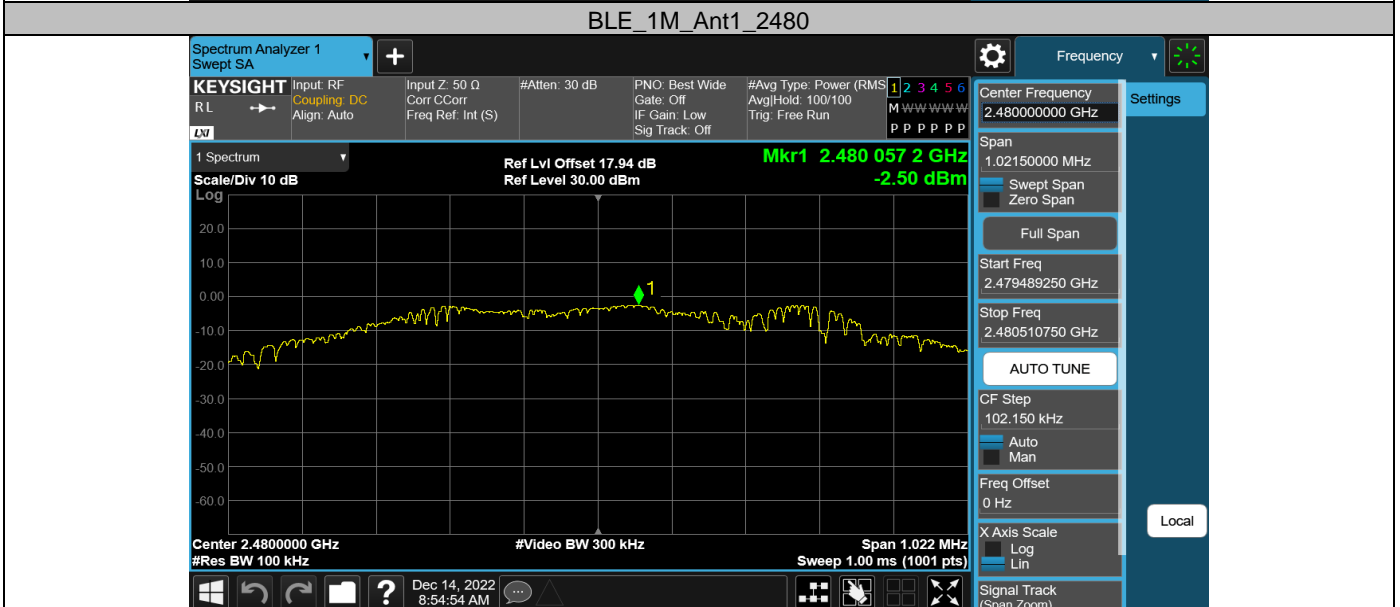 BLE_1M_Ant1_2480
Spectrum Analyzer 1
Swept SA
+
Frequency
KEYSIGHT
RL
LXI
Input: RF
Coupling: DC
Align: Auto
Input Z: 50 Ω
Corr CCorr
Freq Ref: Int (S)
#Atten: 30 dB
PNO: Best Wide
Gate: Off
IF Gain: Low
Sig Track: Off
#Avg Type: Power (RMS
Avg|Hold: 100/100
Trig: Free Run
1 2 3 4 5 6
M W W W W W
P P P P P P
1 Spectrum
Scale/Div 10 dB
Ref Lvl Offset 17.94 dB
Ref Level 30.00 dBm
Mkr1 2.480 057 2 GHz
-2.50 dBm
Log
20.0
10.0
0.00
-10.0
-20.0
-30.0
-40.0
-50.0
-60.0
1
Center 2.4800000 GHz
#Res BW 100 kHz
#Video BW 300 kHz
Span 1.022 MHz
Sweep 1.00 ms (1001 pts)
?
Dec 14, 2022
8:54:54 AM
Center Frequency
2.480000000 GHz
Span
1.02150000 MHz
Swept Span
Zero Span
Full Span
Start Freq
2.479489250 GHz
Stop Freq
2.480510750 GHz
AUTO TUNE
CF Step
102.150 kHz
Auto
Man
Freq Offset
0 Hz
X Axis Scale
Log
Lin
Signal Track
(Span Zoom)
Settings
Local